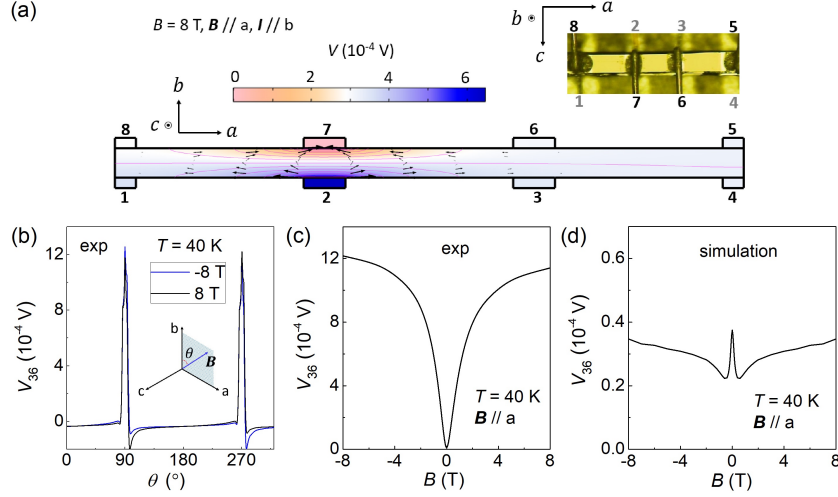 (a)
B = 8 T, B // a, I // b
V (10⁻⁴ V)
0 2 4 6
b
c
a
8 7 6 5
1 2 3 4
b
a
c
8 2 3 5
1 7 6 4
(b)
exp
T = 40 K
-8 T
8 T
b
θ
B
c
a
V₃₆ (10⁻⁴ V)
12
8
4
0
0 90 180 270
θ (°)
(c)
exp
V₃₆ (10⁻⁴ V)
12
8
4
0
T = 40 K
B // a
-8 -4 0 4 8
B (T)
(d)
simulation
V₃₆ (10⁻⁴ V)
0.6
0.4
0.2
0.0
T = 40 K
B // a
-8 -4 0 4 8
B (T)